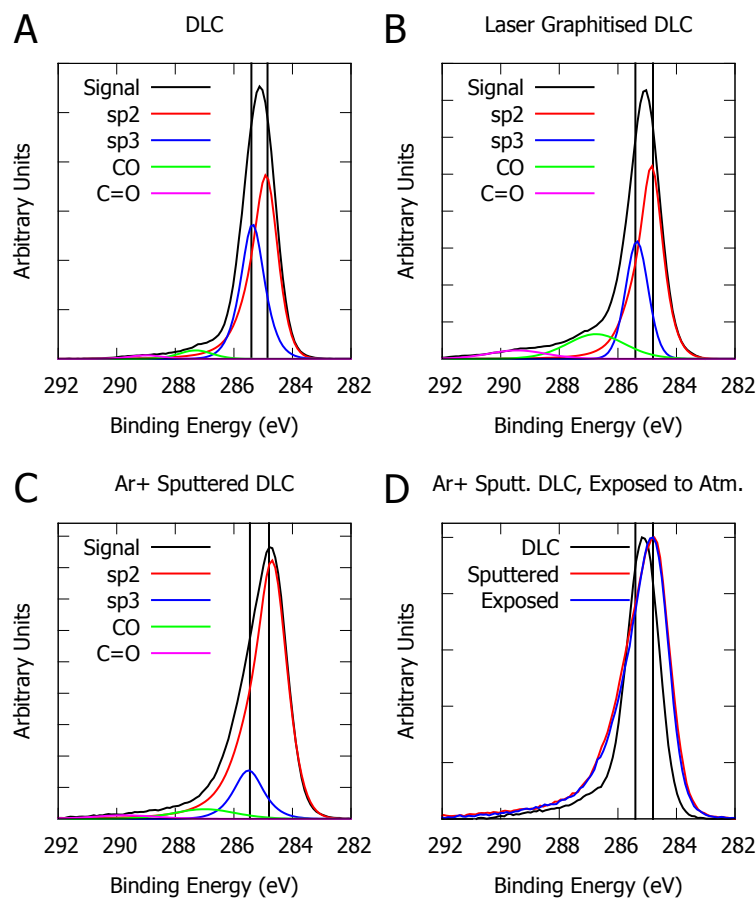 A
DLC
Signal
sp2
sp3
CO
C=O
Arbitrary Units
292 290 288 286 284 282
Binding Energy (eV)
B
Laser Graphitised DLC
Signal
sp2
sp3
CO
C=O
Arbitrary Units
292 290 288 286 284 282
Binding Energy (eV)
C
Ar+ Sputtered DLC
Signal
sp2
sp3
CO
C=O
Arbitrary Units
292 290 288 286 284 282
Binding Energy (eV)
D
Ar+ Sputt. DLC, Exposed to Atm.
DLC
Sputtered
Exposed
Arbitrary Units
292 290 288 286 284 282
Binding Energy (eV)